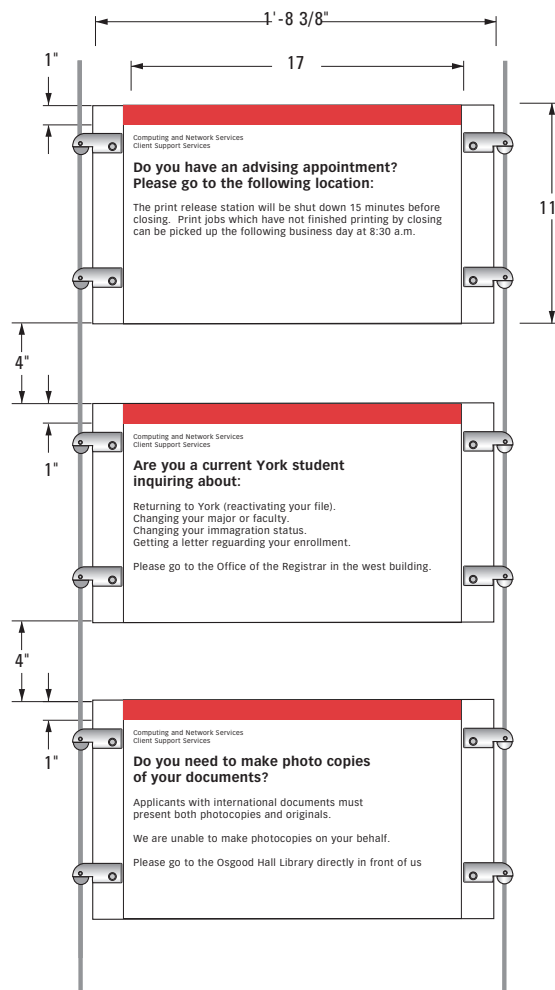 1'-8 3/8"
1"
17
11
Computing and Network Services
Client Support Services
Do you have an advising appointment?
Please go to the following location:
The print release station will be shut down 15 minutes before
closing. Print jobs which have not finished printing by closing
can be picked up the following business day at 8:30 a.m.
4"
1"
Computing and Network Services
Client Support Services
Are you a current York student
inquiring about:
Returning to York (reactivating your file).
Changing your major or faculty.
Changing your immagration status.
Getting a letter reguarding your enrollment.
Please go to the Office of the Registrar in the west building.
4"
1"
Computing and Network Services
Client Support Services
Do you need to make photo copies
of your documents?
Applicants with international documents must
present both photocopies and originals.
We are unable to make photocopies on your behalf.
Please go to the Osgood Hall Library directly in front of us